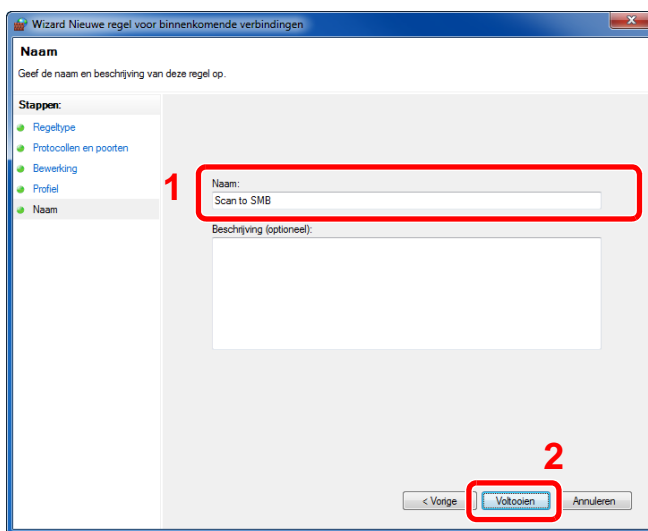 Wizard Nieuwe regel voor binnenkomende verbindingen
Naam
Geef de naam en beschrijving van deze regel op.
Stappen:
Regeltype
Protocollen en poorten
Bewerking
Profiel
Naam
1
Naam:
Scan to SMB
Beschrijving (optioneel):
2
< Vorige
Voltooien
Annuleren